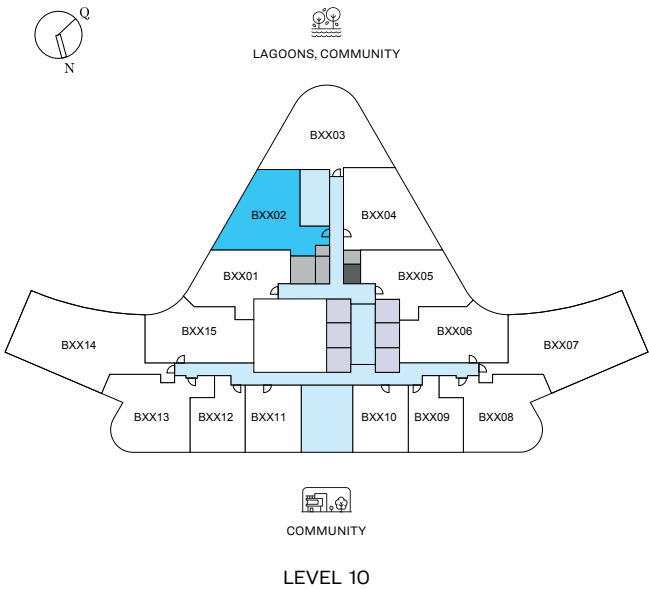 Q
N
LAGOONS, COMMUNITY
BXX03
BXX02
BXX04
BXX01
BXX05
BXX14
BXX15
BXX06
BXX07
BXX13
BXX12
BXX11
BXX10
BXX09
BXX08
COMMUNITY
LEVEL 10